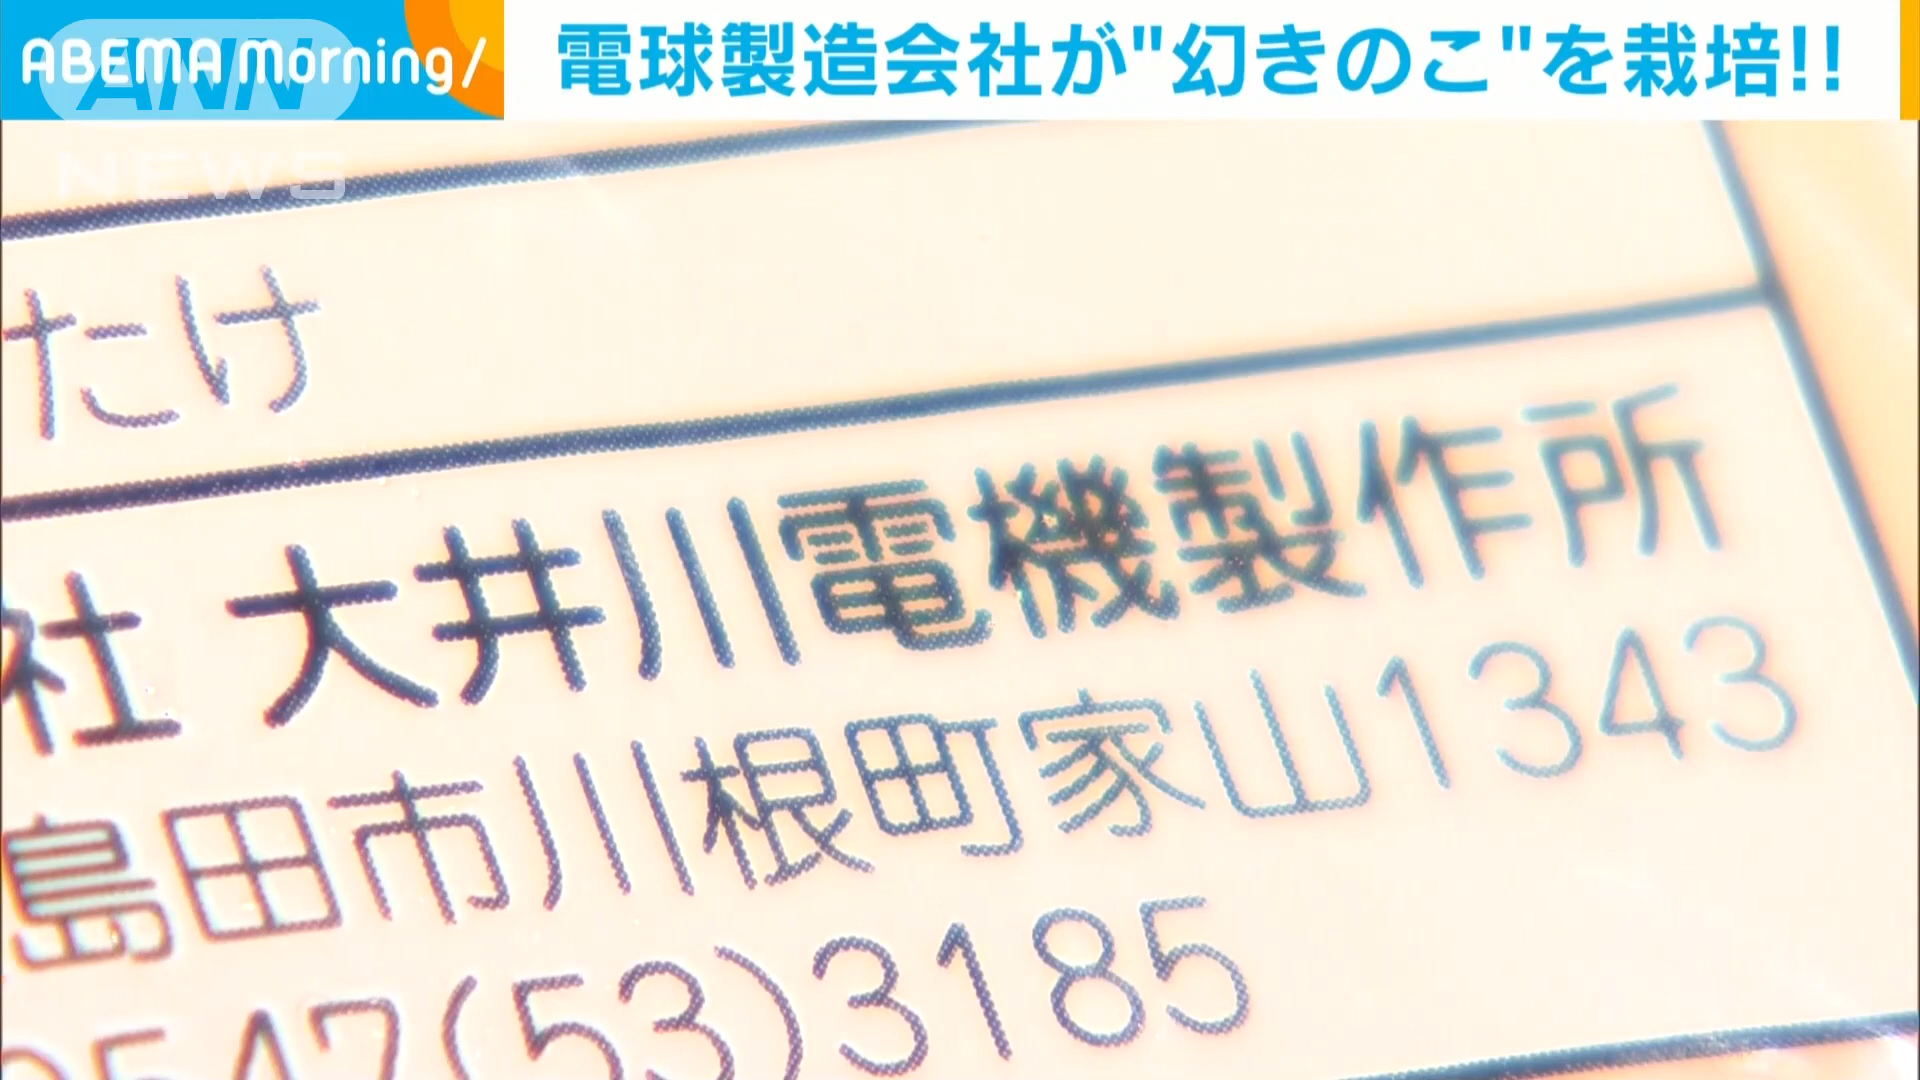 ABEMA Morning/
ANN
NEWS
電球製造会社が"幻きのこ"を栽培!!
たけ
社 大井川電機製作所
島田市川根町家山1343
0547(53)3185